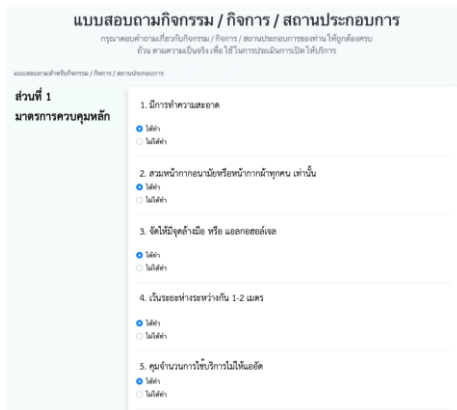 แบบสอบถามกิจกรรม / กิจการ / สถานประกอบการ
กรุณาตอบคำถามเกี่ยวกับกิจกรรม / กิจการ / สถานประกอบการของท่าน ให้ถูกต้องครบ
ถ้วน ตามความเป็นจริง เพื่อ ใช้ในการประเมินการเปิด ให้บริการ
แบบสอบถามสำหรับกิจกรรม / กิจการ / สถานประกอบการ
ส่วนที่ 1
มาตรการควบคุมหลัก
1. มีการทำความสะอาด
ได้ทำ
ไม่ได้ทำ
2. สวมหน้ากากอนามัยหรือหน้ากากผ้าทุกคน เท่านั้น
ได้ทำ
ไม่ได้ทำ
3. จัดให้มีจุดล้างมือ หรือ แอลกอฮอล์เจล
ได้ทำ
ไม่ได้ทำ
4. เว้นระยะห่างระหว่างกัน 1-2 เมตร
ได้ทำ
ไม่ได้ทำ
5. คุมจำนวนการใช้บริการไม่ให้แออัด
ได้ทำ
ไม่ได้ทำ